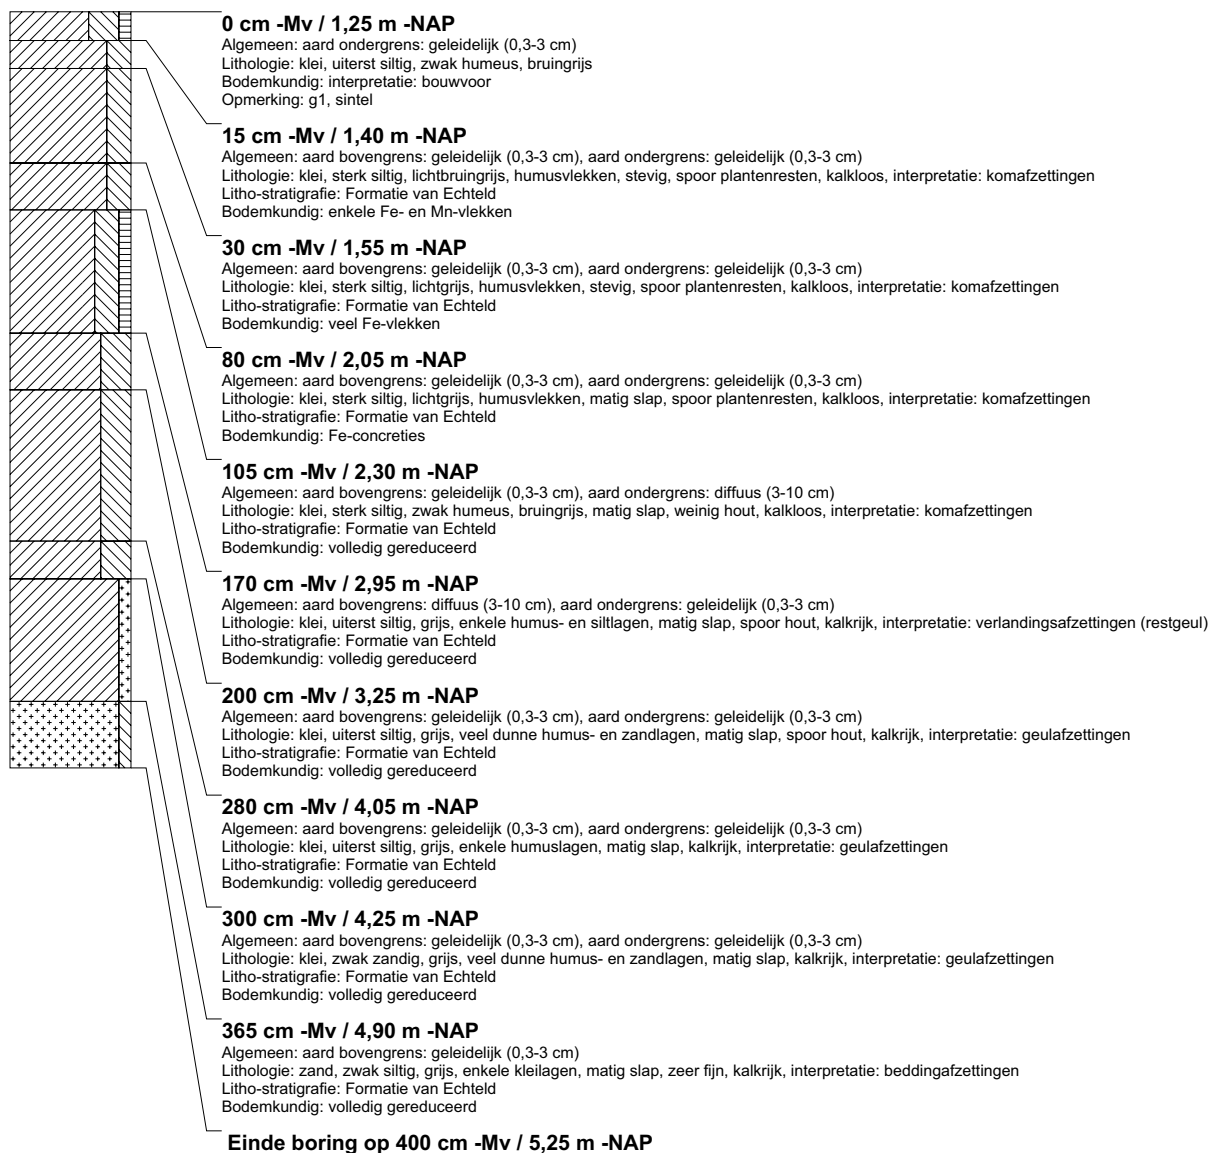 0 cm -Mv / 1,25 m -NAP
Algemeen: aard ondergrens: geleidelijk (0,3-3 cm)
Lithologie: klei, uiterst siltig, zwak humeus, bruingrijs
Bodemkundig: interpretatie: bouwvoor
Opmerking: g1, sintel
15 cm -Mv / 1,40 m -NAP
Algemeen: aard bovengrens: geleidelijk (0,3-3 cm), aard ondergrens: geleidelijk (0,3-3 cm)
Lithologie: klei, sterk siltig, lichtbruingrijs, humusvlekken, stevig, spoor plantenresten, kalkloos, interpretatie: komafzettingen
Litho-stratigrafie: Formatie van Echteld
Bodemkundig: enkele Fe- en Mn-vlekken
30 cm -Mv / 1,55 m -NAP
Algemeen: aard bovengrens: geleidelijk (0,3-3 cm), aard ondergrens: geleidelijk (0,3-3 cm)
Lithologie: klei, sterk siltig, lichtgrijs, humusvlekken, stevig, spoor plantenresten, kalkloos, interpretatie: komafzettingen
Litho-stratigrafie: Formatie van Echteld
Bodemkundig: veel Fe-vlekken
80 cm -Mv / 2,05 m -NAP
Algemeen: aard bovengrens: geleidelijk (0,3-3 cm), aard ondergrens: geleidelijk (0,3-3 cm)
Lithologie: klei, sterk siltig, lichtgrijs, humusvlekken, matig slap, spoor plantenresten, kalkloos, interpretatie: komafzettingen
Litho-stratigrafie: Formatie van Echteld
Bodemkundig: Fe-concreties
105 cm -Mv / 2,30 m -NAP
Algemeen: aard bovengrens: geleidelijk (0,3-3 cm), aard ondergrens: diffuus (3-10 cm)
Lithologie: klei, sterk siltig, zwak humeus, bruingrijs, matig slap, weinig hout, kalkloos, interpretatie: komafzettingen
Litho-stratigrafie: Formatie van Echteld
Bodemkundig: volledig gereduceerd
170 cm -Mv / 2,95 m -NAP
Algemeen: aard bovengrens: diffuus (3-10 cm), aard ondergrens: geleidelijk (0,3-3 cm)
Lithologie: klei, uiterst siltig, grijs, enkele humus- en siltlagen, matig slap, spoor hout, kalkrijk, interpretatie: verlandingsafzettingen (restgeul)
Litho-stratigrafie: Formatie van Echteld
Bodemkundig: volledig gereduceerd
200 cm -Mv / 3,25 m -NAP
Algemeen: aard bovengrens: geleidelijk (0,3-3 cm), aard ondergrens: geleidelijk (0,3-3 cm)
Lithologie: klei, uiterst siltig, grijs, veel dunne humus- en zandlagen, matig slap, spoor hout, kalkrijk, interpretatie: geulafzettingen
Litho-stratigrafie: Formatie van Echteld
Bodemkundig: volledig gereduceerd
280 cm -Mv / 4,05 m -NAP
Algemeen: aard bovengrens: geleidelijk (0,3-3 cm), aard ondergrens: geleidelijk (0,3-3 cm)
Lithologie: klei, uiterst siltig, grijs, enkele humuslagen, matig slap, kalkrijk, interpretatie: geulafzettingen
Litho-stratigrafie: Formatie van Echteld
Bodemkundig: volledig gereduceerd
300 cm -Mv / 4,25 m -NAP
Algemeen: aard bovengrens: geleidelijk (0,3-3 cm), aard ondergrens: geleidelijk (0,3-3 cm)
Lithologie: klei, zwak zandig, grijs, veel dunne humus- en zandlagen, matig slap, kalkrijk, interpretatie: geulafzettingen
Litho-stratigrafie: Formatie van Echteld
Bodemkundig: volledig gereduceerd
365 cm -Mv / 4,90 m -NAP
Algemeen: aard bovengrens: geleidelijk (0,3-3 cm)
Lithologie: zand, zwak siltig, grijs, enkele kleilagen, matig slap, zeer fijn, kalkrijk, interpretatie: beddingafzettingen
Litho-stratigrafie: Formatie van Echteld
Bodemkundig: volledig gereduceerd
Einde boring op 400 cm -Mv / 5,25 m -NAP